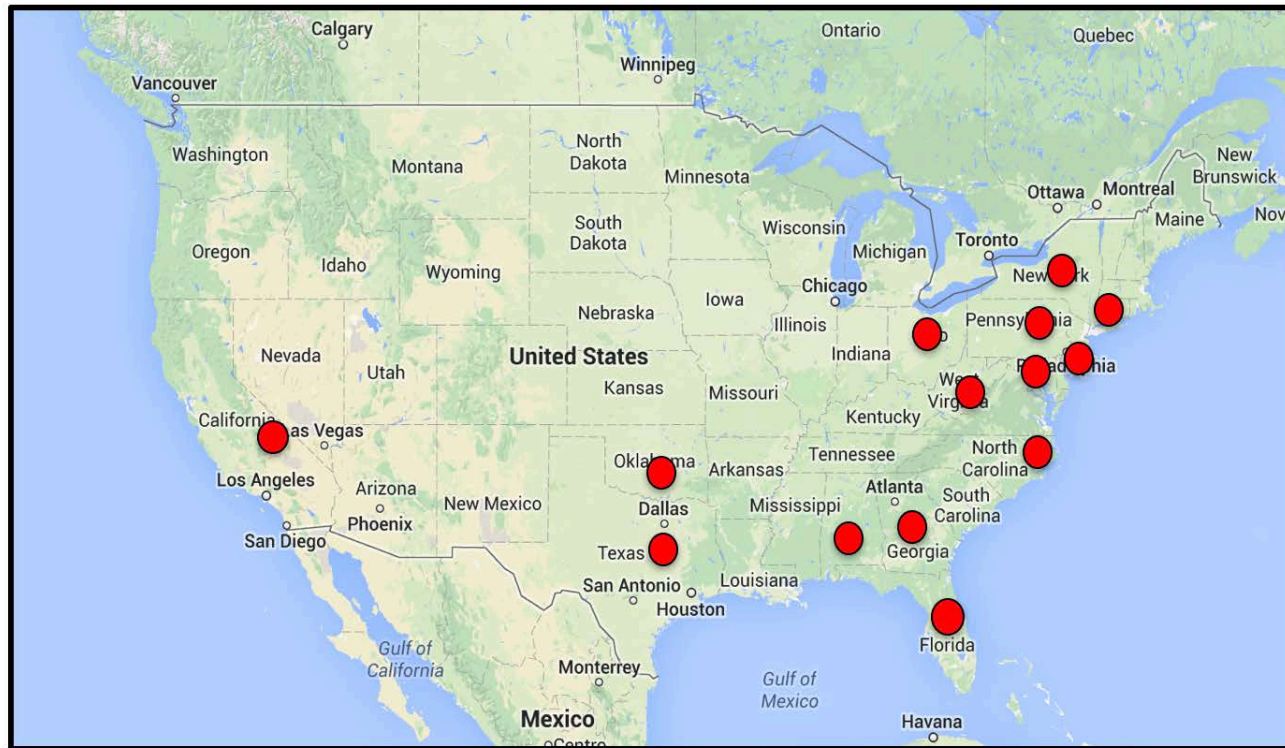 Calgary
Ontario
Quebec
Winnipeg
Vancouver
Washington
Montana
North
Dakota
Minnesota
New
Brunswick
Ottawa
Montreal
Maine
Nov
South
Dakota
Wisconsin
Michigan
Toronto
Oregon
Idaho
Wyoming
Chicago
Iowa
Nebraska
Illinois
Indiana
United States
Nevada
Utah
Kansas
Missouri
West
Kentucky
California
Las Vegas
Tennessee
North
Carolina
Arkansas
Los Angeles
Arizona
New Mexico
Atlanta
South
Carolina
Mississippi
Dallas
Phoenix
San Diego
Texas
Georgia
San Antonio
Louisiana
Houston
Florida
Gulf of
California
Monterrey
Gulf of
Mexico
Mexico
Havana
Centro